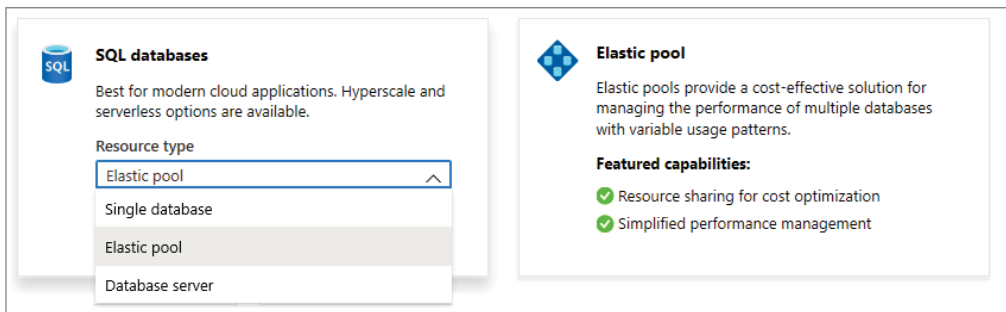 SQL
SQL databases
Best for modern cloud applications. Hyperscale and
serverless options are available.
Resource type
Elastic pool
Single database
Elastic pool
Database server
Elastic pool
Elastic pools provide a cost-effective solution for
managing the performance of multiple databases
with variable usage patterns.
Featured capabilities:
Resource sharing for cost optimization
Simplified performance management